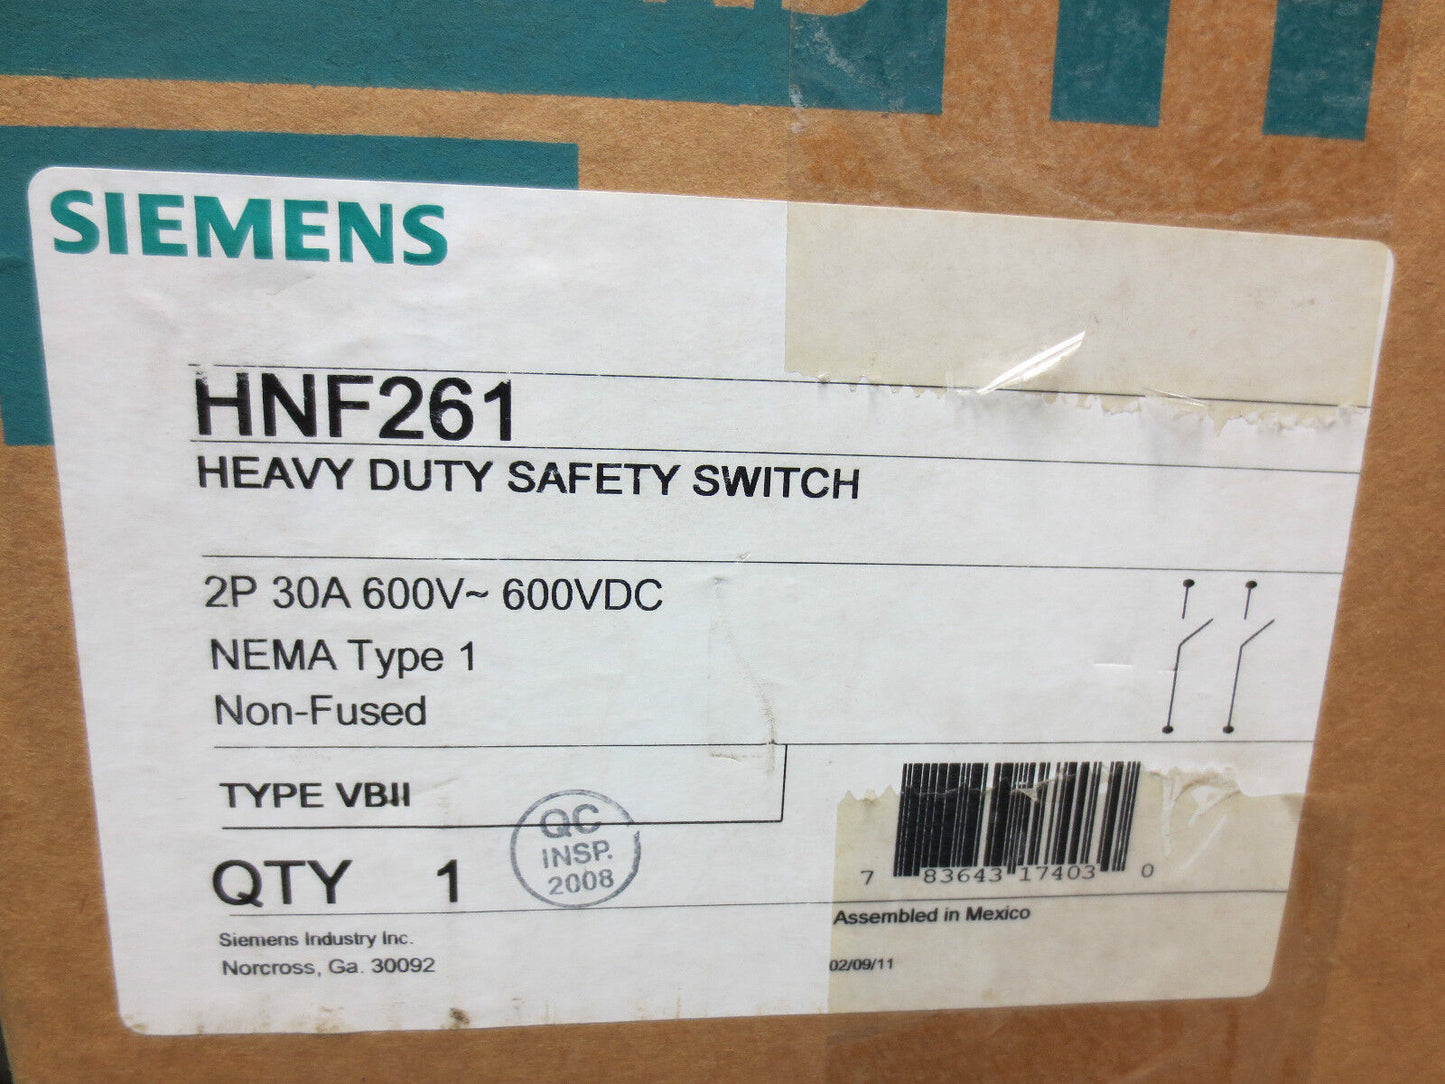 SIEMENS
HNF261
HEAVY DUTY SAFETY SWITCH
2P 30A 600V~ 600VDC
NEMA Type 1
Non-Fused
TYPE VBII
QTY 1
QC
INSP.
2008
7 83643 17403 0
Assembled in Mexico
Siemens Industry Inc.
Norcross, Ga. 30092
02/09/11